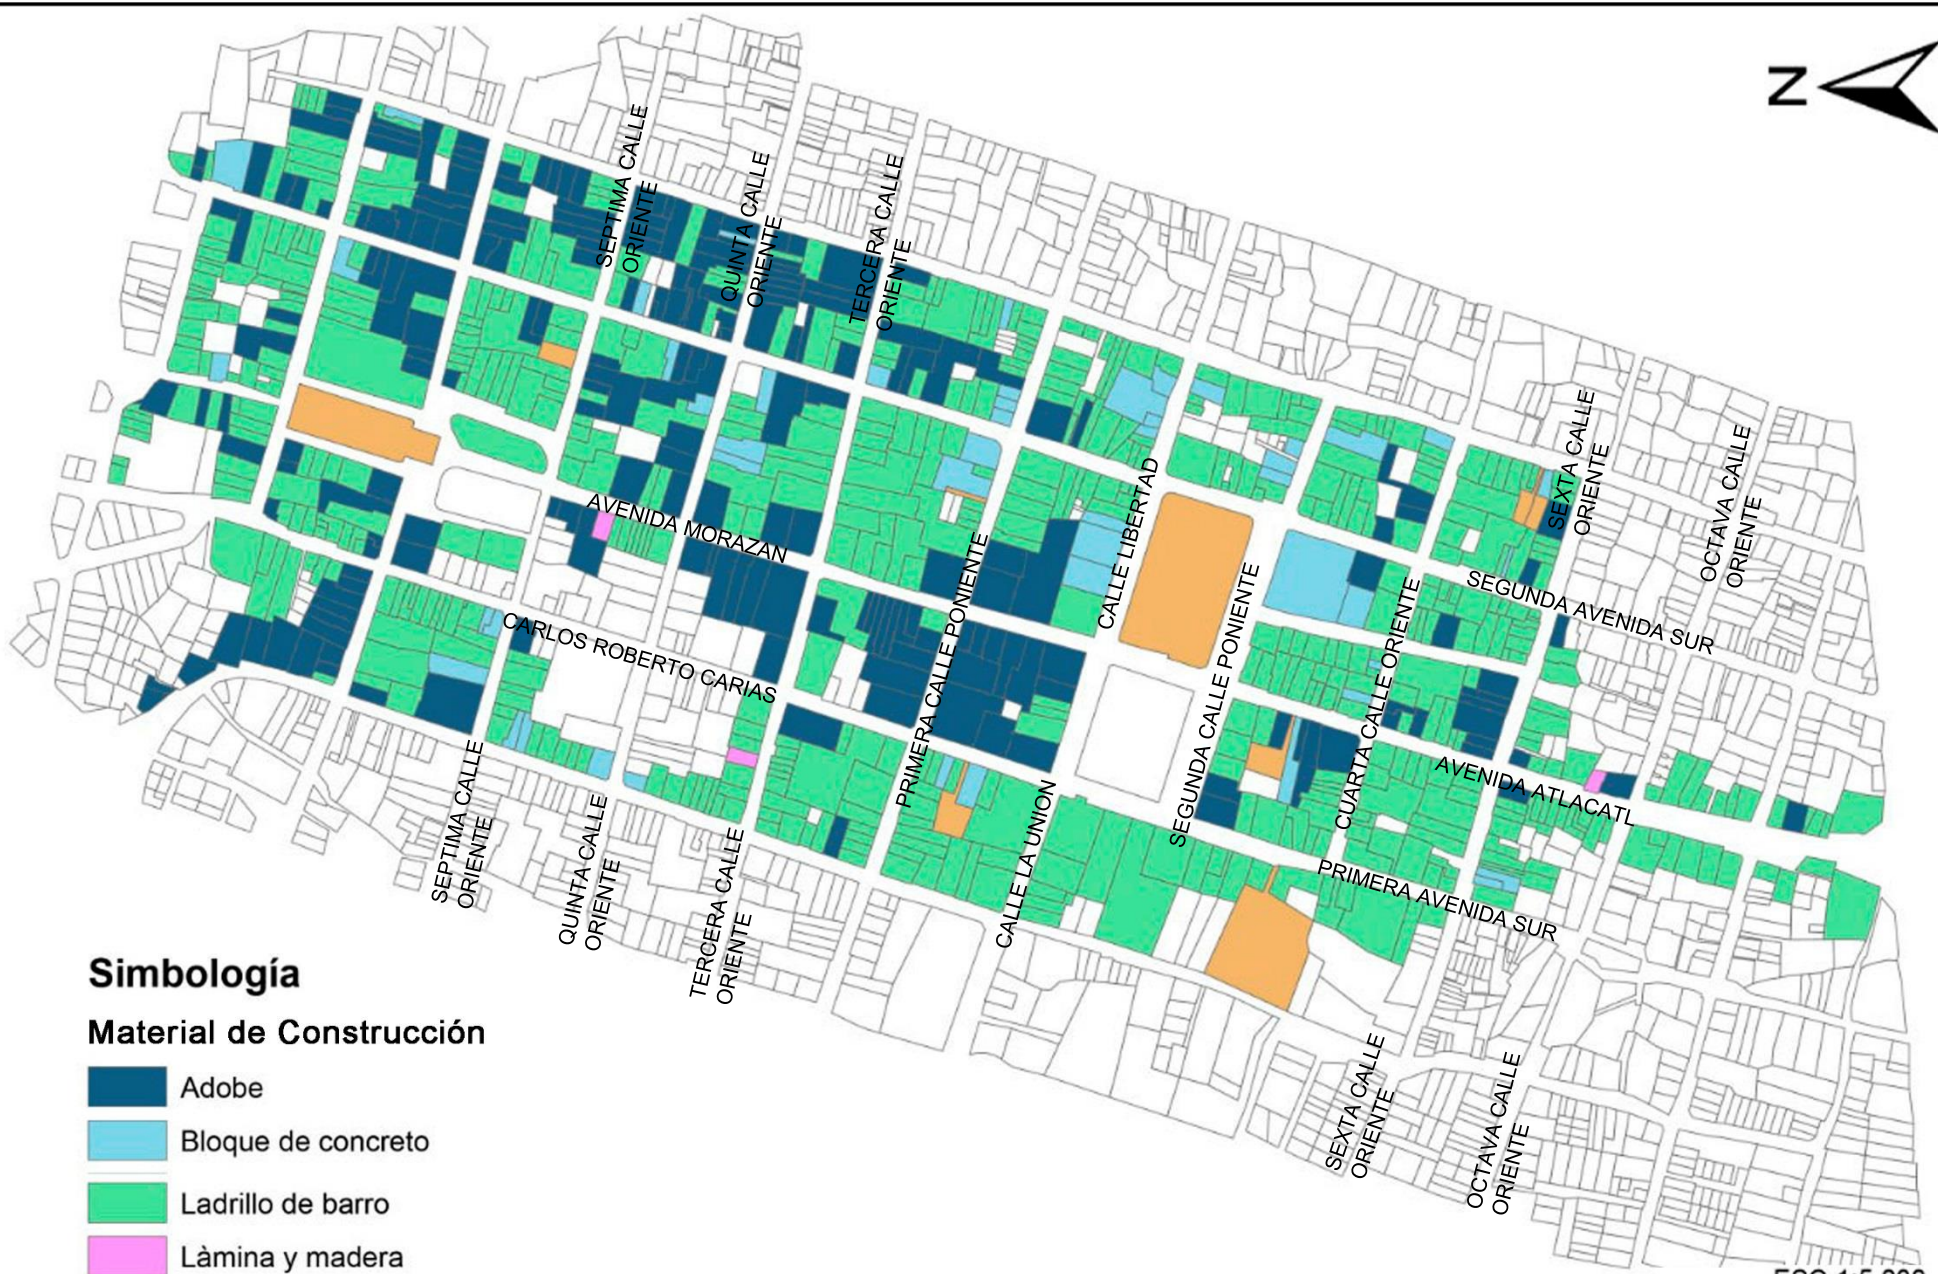 N
SEPTIMA CALLE
ORIENTE
QUINTA CALLE
ORIENTE
TERCERA CALLE
ORIENTE
SEXTA CALLE
ORIENTE
OCTAVA CALLE
ORIENTE
AVENIDA MORAZAN
CALLE LIBERTAD
PRIMERA CALLE PONIENTE
SEGUNDA CALLE PONIENTE
CUARTA CALLE ORIENTE
SEGUNDA AVENIDA SUR
CARLOS ROBERTO CARIAS
AVENIDA ATLACATL
SEPTIMA CALLE
ORIENTE
QUINTA CALLE
ORIENTE
TERCERA CALLE
ORIENTE
CALLE LA UNION
PRIMERA AVENIDA SUR
SEXTA CALLE
ORIENTE
OCTAVA CALLE
ORIENTE
Simbología
Material de Construcción
Adobe
Bloque de concreto
Ladrillo de barro
Làmina y madera